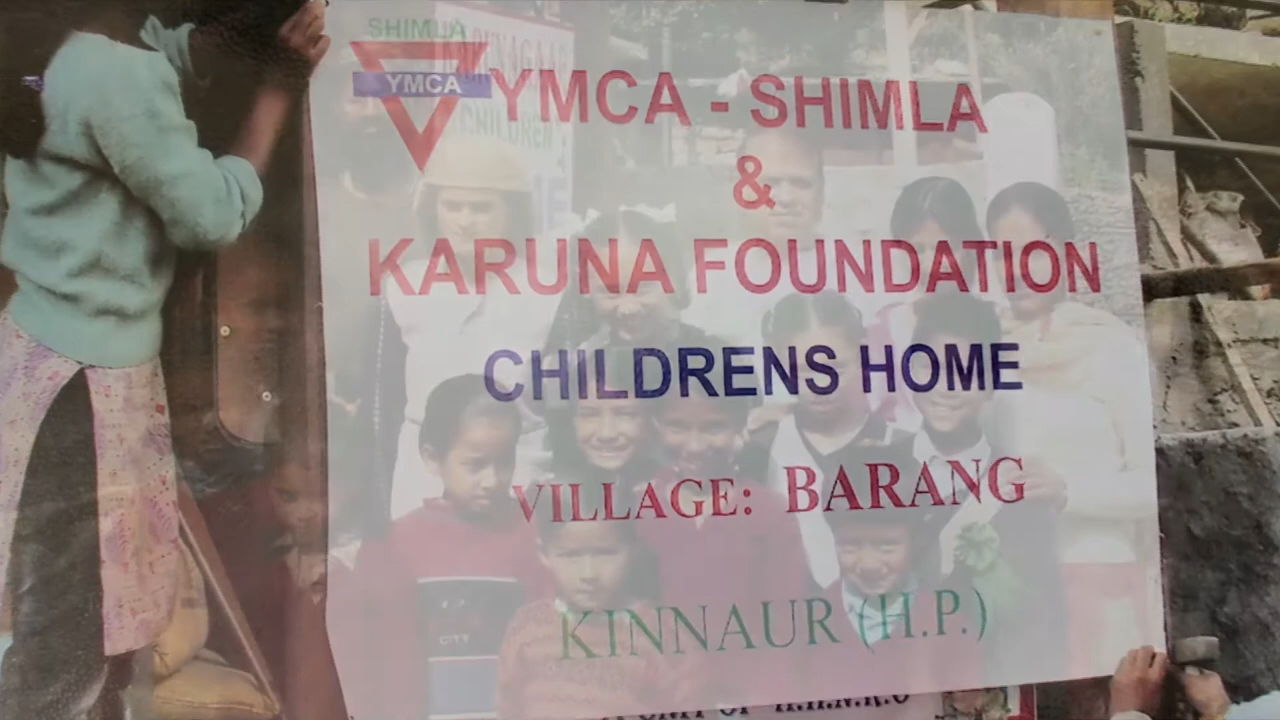 SHIMLA
YMCA
YMCA - SHIMLA
&
KARUNA FOUNDATION
CHILDRENS HOME
VILLAGE: BARANG
KINNAUR (H.P.)